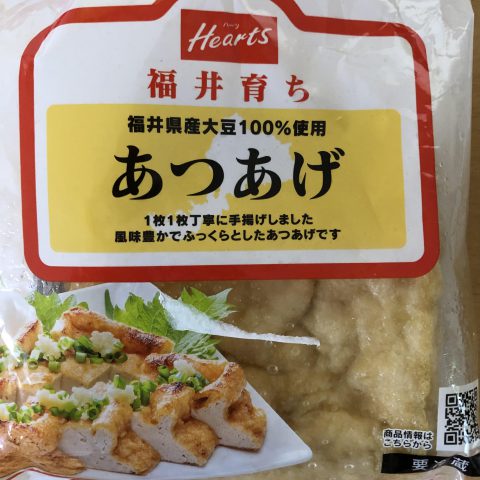 ハーツ
Hearts
福井育ち
福井県産大豆100%使用
あつあげ
1枚1枚丁寧に手揚げしました
風味豊かでふっくらとしたあつあげです
商品情報は
こちらから
要冷蔵